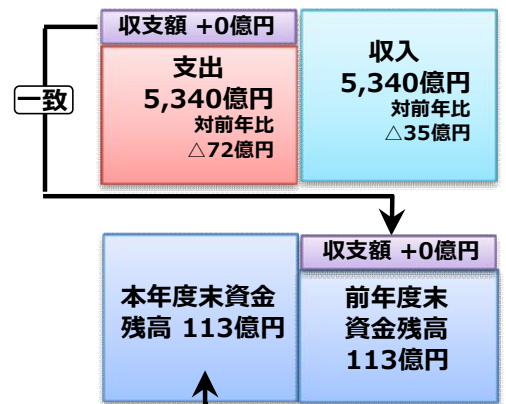 収支額 +0億円
支出
5,340億円
対前年比
△72億円
収入
5,340億円
対前年比
△35億円
一致
収支額 +0億円
本年度末資金
残高 113億円
前年度末
資金残高
113億円